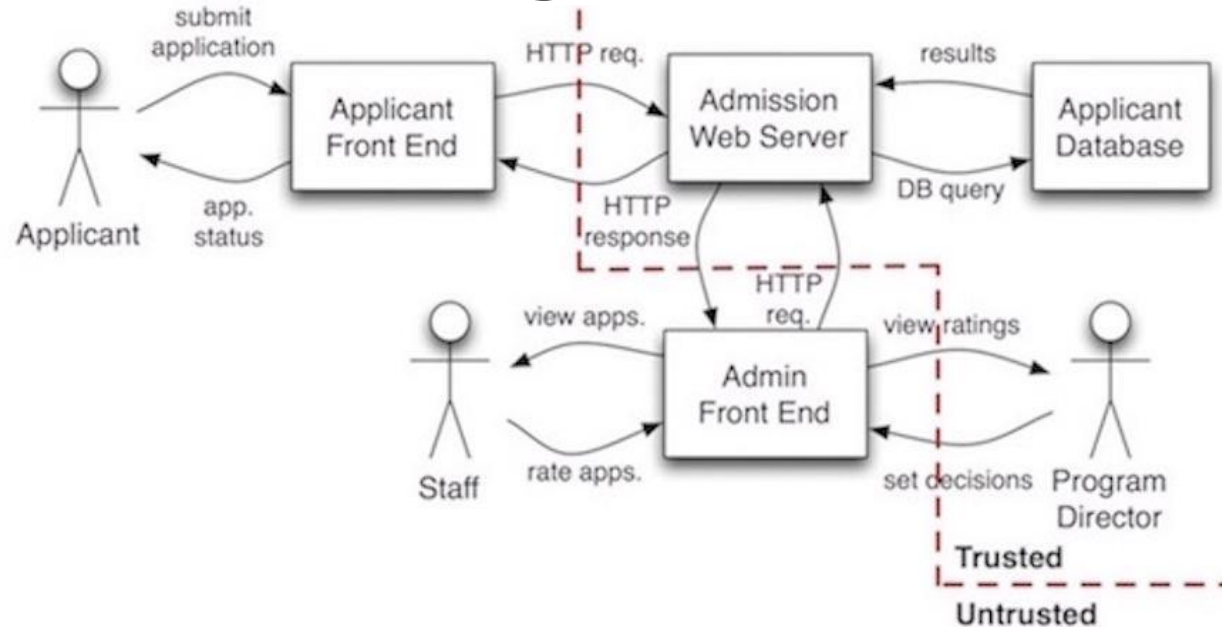 submit
application
HTTP req.
results
Applicant
Front End
Admission
Web Server
Applicant
Database
app.
status
HTTP
response
DB query
Applicant
HTTP
req.
view apps.
view ratings
Admin
Front End
rate apps.
set decisions
Staff
Program
Director
Trusted
Untrusted